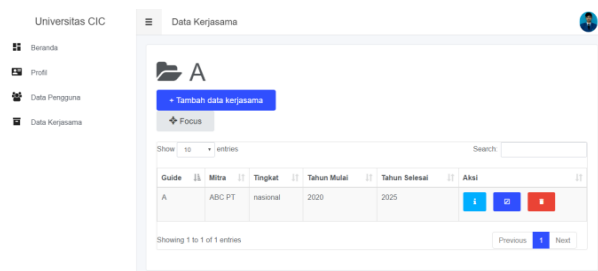 Universitas CIC
Data Kerjasama
Beranda
Profil
Data Pengguna
Data Kerjasama
A
+ Tambah data kerjasama
Focus
Show 10 entries
Search:
Guide Mitra Tingkat Tahun Mulai Tahun Selesai Aksi
A ABC PT nasional 2020 2025
Showing 1 to 1 of 1 entries
Previous 1 Next